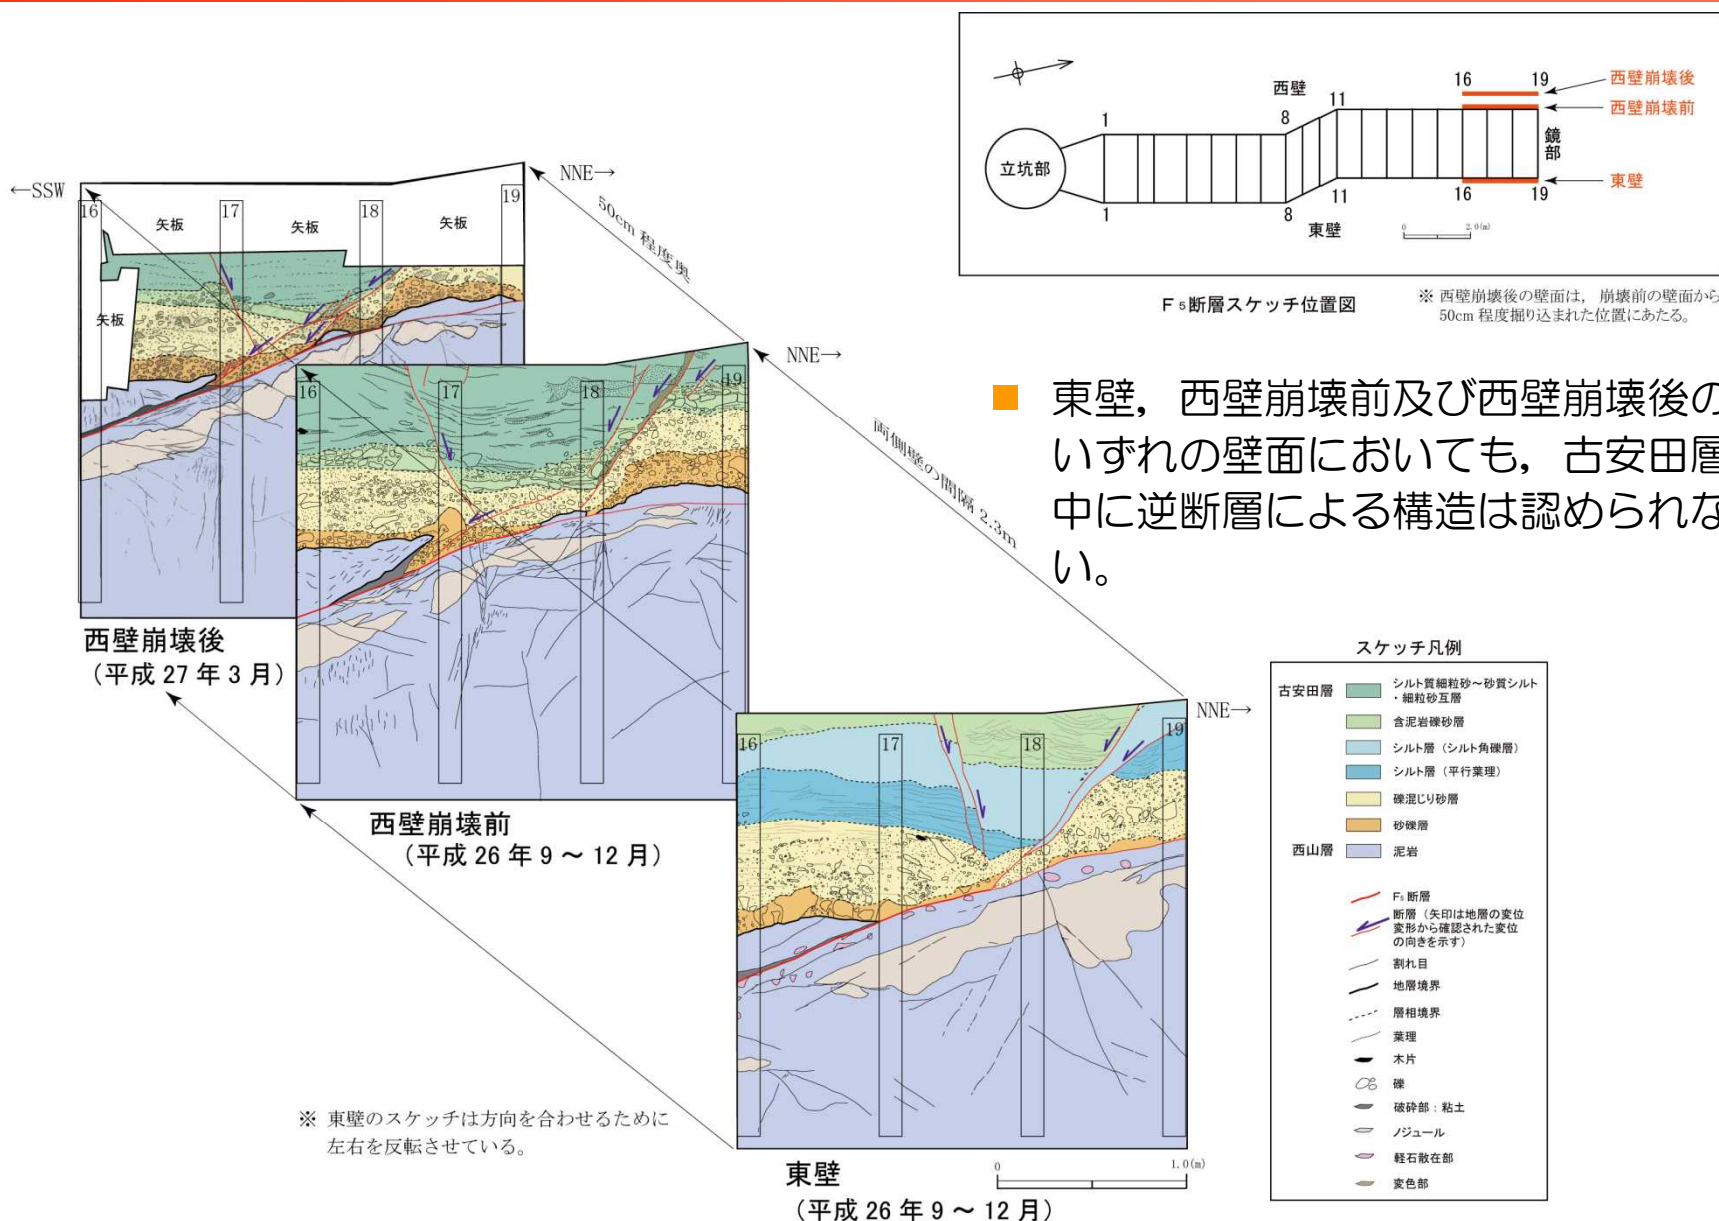 西壁
1
8
11
16
19
西壁崩壊後
西壁崩壊前
立坑部
鏡部
東壁
1
8
11
16
19
東壁
0 2.0(m)
F₅断層スケッチ位置図
※ 西壁崩壊後の壁面は，崩壊前の壁面から
50cm 程度掘り込まれた位置にあたる。
←SSW
NNE→
16
17
18
19
矢板
矢板
矢板
矢板
50cm 程度奥
西壁崩壊後
（平成 27 年 3 月）
NNE→
16
17
18
19
両側壁の間隔 2.3m
西壁崩壊前
（平成 26 年 9 ～ 12 月）
■ 東壁，西壁崩壊前及び西壁崩壊後の
いずれの壁面においても，古安田層
中に逆断層による構造は認められな
い。
NNE→
16
17
18
19
※ 東壁のスケッチは方向を合わせるために
左右を反転させている。
東壁
（平成 26 年 9 ～ 12 月）
0 1.0(m)
スケッチ凡例
古安田層
シルト質細粒砂～砂質シルト
・細粒砂互層
含泥岩礫砂層
シルト層（シルト角礫層）
シルト層（平行葉理）
礫混じり砂層
砂礫層
西山層 泥岩
F₅ 断層
断層（矢印は地層の変位
変形から確認された変位
の向きを示す）
割れ目
地層境界
層相境界
葉理
木片
礫
破砕部：粘土
ノジュール
軽石散在部
変色部